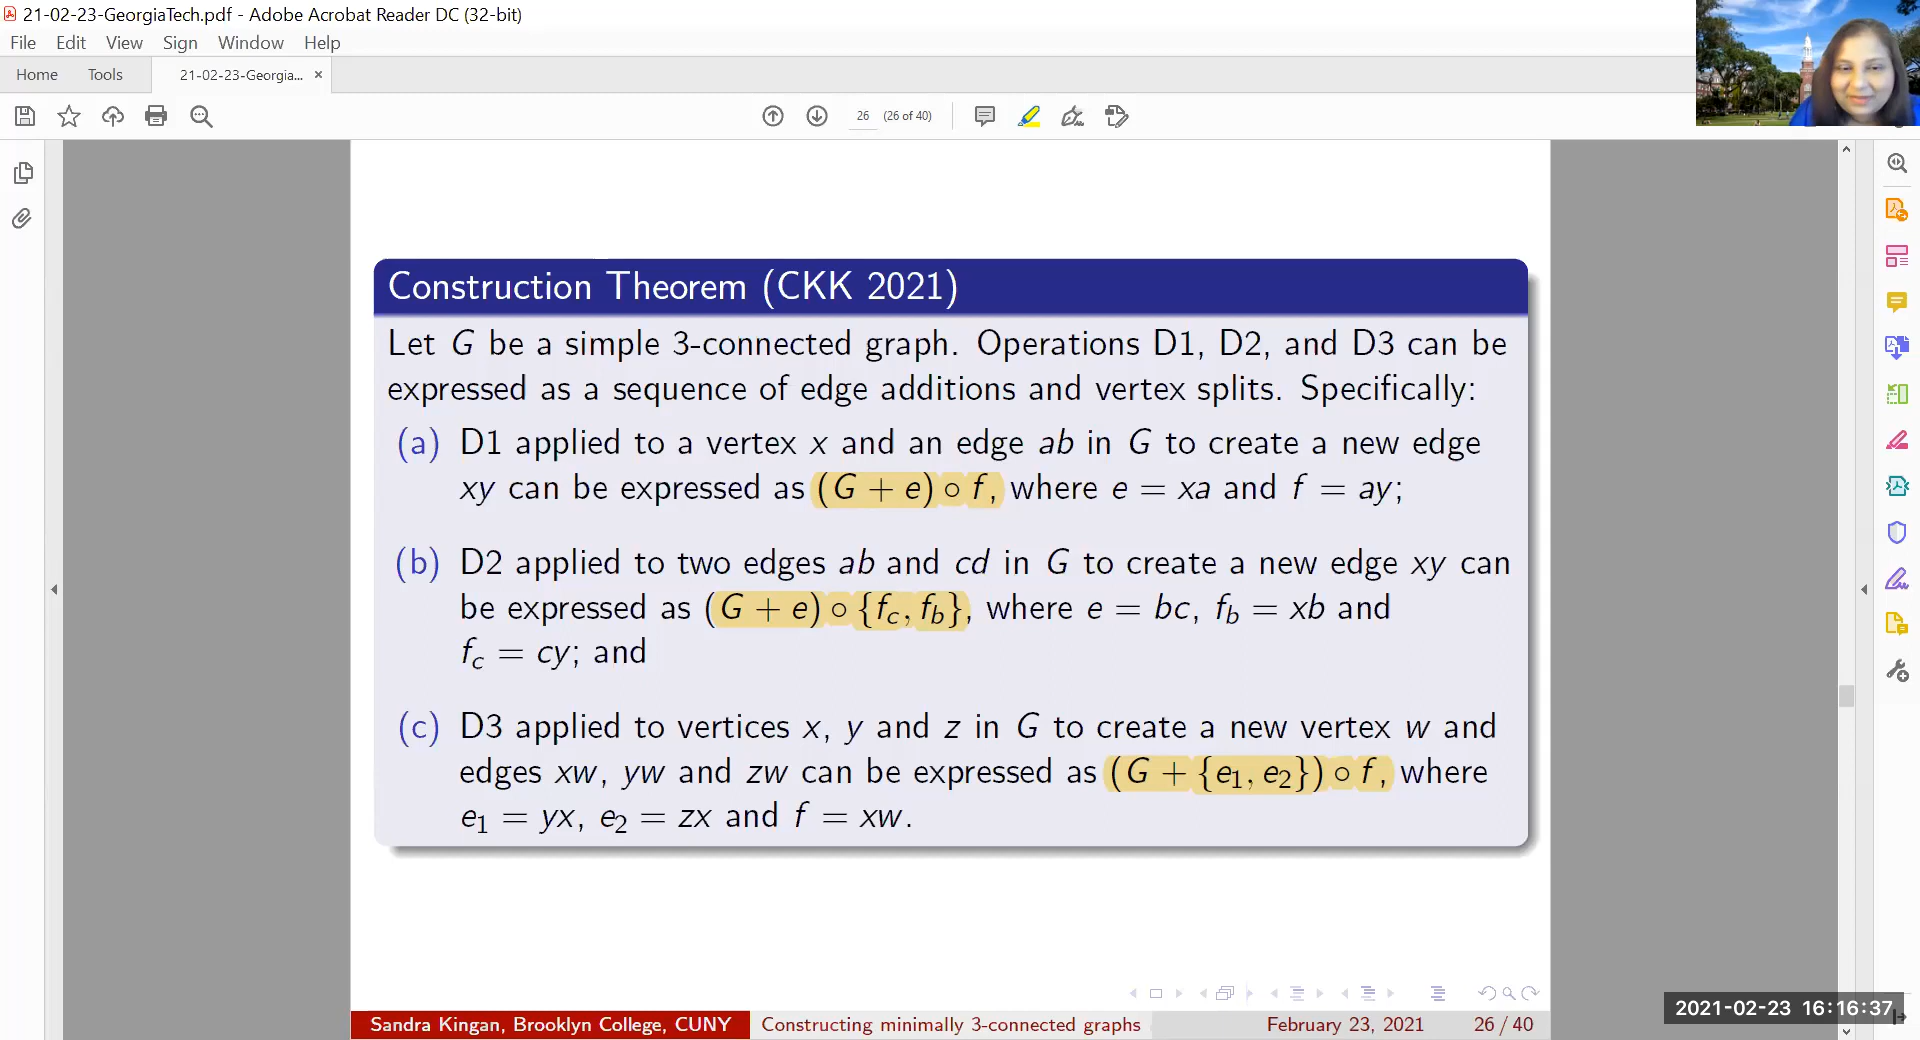 21-02-23-GeorgiaTech.pdf - Adobe Acrobat Reader DC (32-bit)
File Edit View Sign Window Help
Home Tools 21-02-23-Georgia... ×
26 (26 of 40)
Construction Theorem (CKK 2021)
Let G be a simple 3-connected graph. Operations D1, D2, and D3 can be
expressed as a sequence of edge additions and vertex splits. Specifically:
(a) D1 applied to a vertex x and an edge ab in G to create a new edge
xy can be expressed as (G + e) ∘ f, where e = xa and f = ay;
(b) D2 applied to two edges ab and cd in G to create a new edge xy can
be expressed as (G + e) ∘ {f_c, f_b}, where e = bc, f_b = xb and
f_c = cy; and
(c) D3 applied to vertices x, y and z in G to create a new vertex w and
edges xw, yw and zw can be expressed as (G + {e₁, e₂}) ∘ f, where
e₁ = yx, e₂ = zx and f = xw.
Sandra Kingan, Brooklyn College, CUNY Constructing minimally 3-connected graphs February 23, 2021 26 / 40
2021-02-23 16:16:37